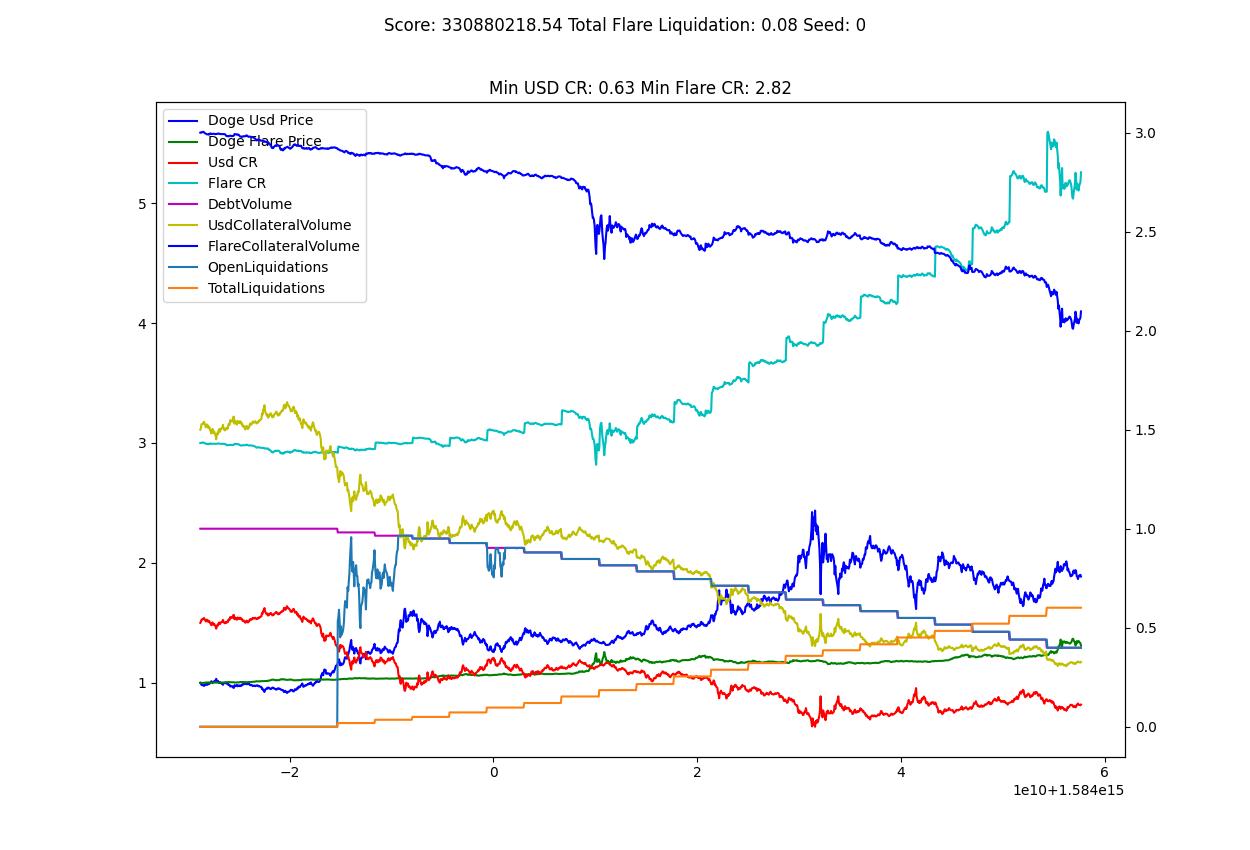 Score: 330880218.54 Total Flare Liquidation: 0.08 Seed: 0
Min USD CR: 0.63 Min Flare CR: 2.82
Doge Usd Price
Doge Flare Price
Usd CR
Flare CR
DebtVolume
UsdCollateralVolume
FlareCollateralVolume
OpenLiquidations
TotalLiquidations
5
4
3
2
1
3.0
2.5
2.0
1.5
1.0
0.5
0.0
−2
0
2
4
6
1e10+1.584e15